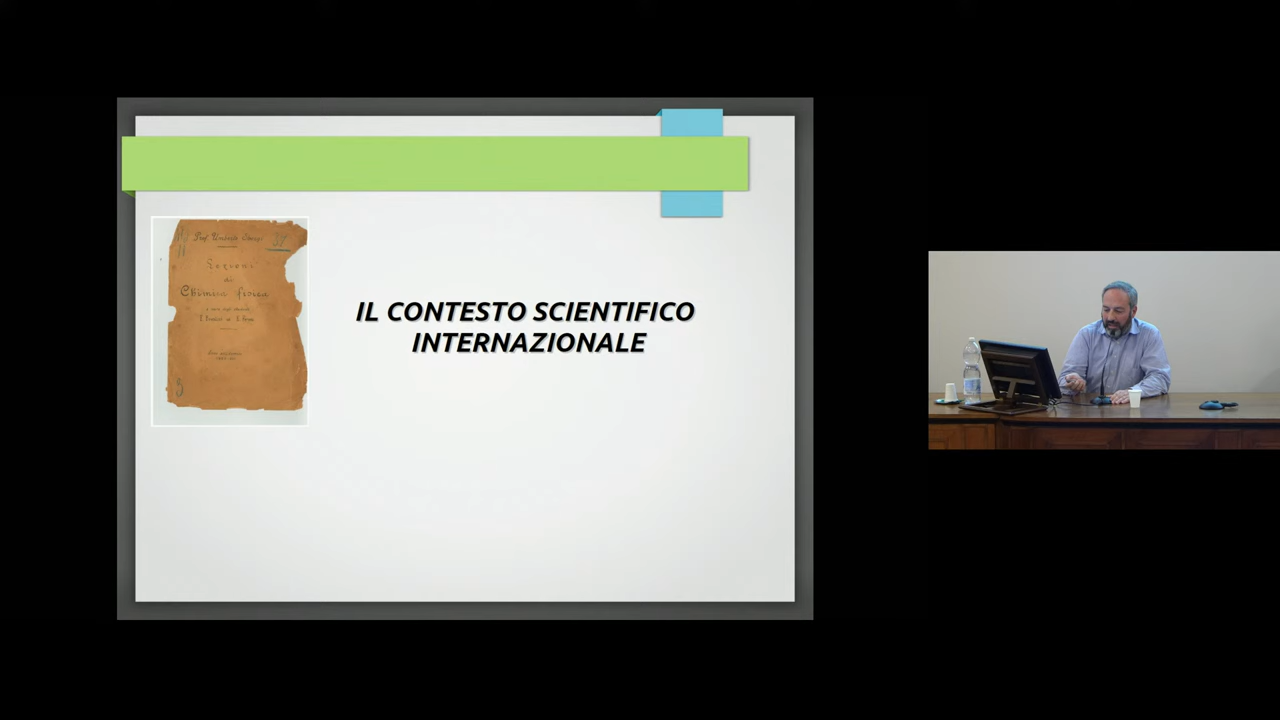 Prof. Umberto
Lezioni
di
Chimica fisica
IL CONTESTO SCIENTIFICO
INTERNAZIONALE